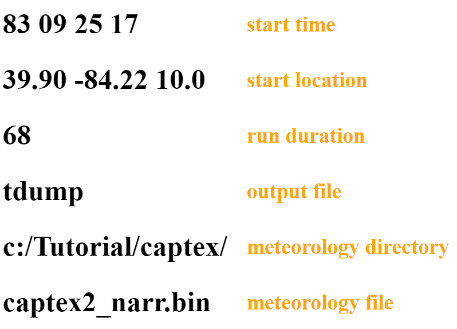 83 09 25 17 start time
39.90 -84.22 10.0 start location
68 run duration
tdump output file
c:/Tutorial/captex/ meteorology directory
captex2_narr.bin meteorology file